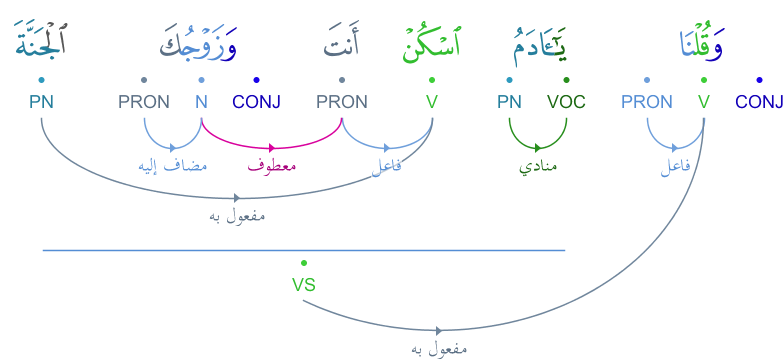 وَقُلْنَا يَـٰٓـَٔادَمُ ٱسْكُنْ أَنتَ وَزَوْجُكَ ٱلْجَنَّةَ
CONJ V PRON VOC PN V PRON CONJ N PRON PN
فاعل منادي فاعل معطوف مضاف إليه
مفعول به
VS
مفعول به